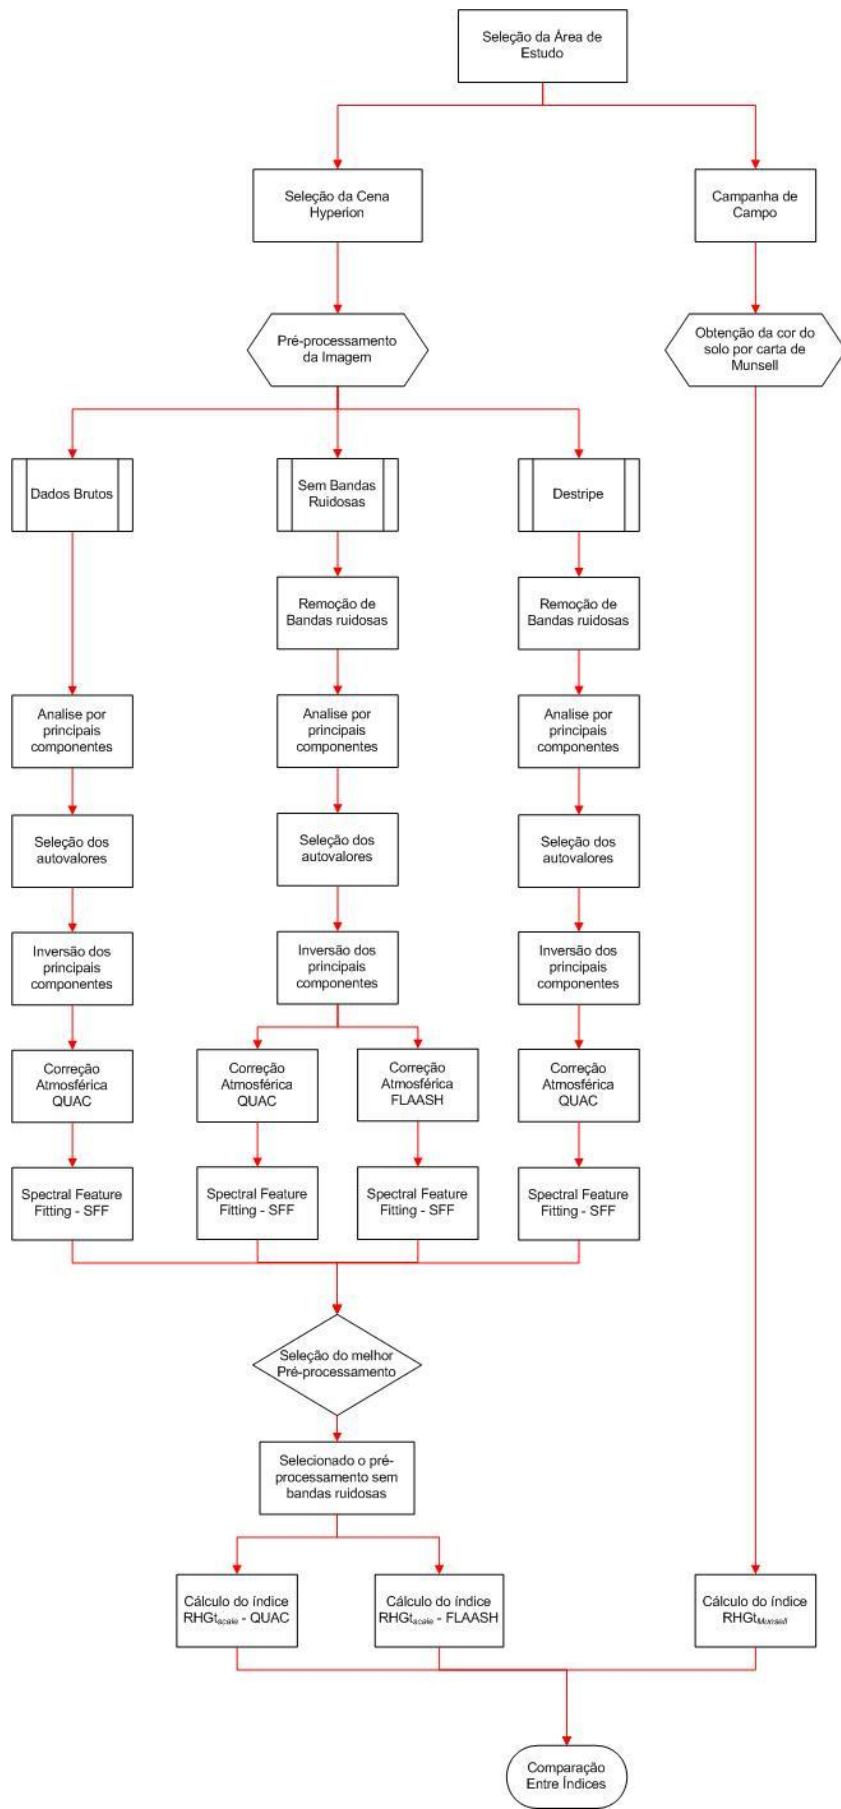 Seleção da Área de
Estudo
Seleção da Cena
Hyperion
Campanha de
Campo
Pré-processamento
da Imagem
Obtenção da cor do
solo por carta de
Munsell
Dados Brutos
Sem Bandas
Ruidosas
Destripe
Remoção de
Bandas ruidosas
Remoção de
Bandas ruidosas
Analise por
principais
componentes
Analise por
principais
componentes
Analise por
principais
componentes
Seleção dos
autovalores
Seleção dos
autovalores
Seleção dos
autovalores
Inversão dos
principais
componentes
Inversão dos
principais
componentes
Inversão dos
principais
componentes
Correção
Atmosférica
QUAC
Correção
Atmosférica
QUAC
Correção
Atmosférica
FLAASH
Correção
Atmosférica
QUAC
Spectral Feature
Fitting - SFF
Spectral Feature
Fitting - SFF
Spectral Feature
Fitting - SFF
Spectral Feature
Fitting - SFF
Seleção do melhor
Pré-processamento
Selecionado o pré-
processamento sem
bandas ruidosas
Cálculo do índice
RHGtscale - QUAC
Cálculo do índice
RHGtscale - FLAASH
Cálculo do índice
RHGtMunsell
Comparação
Entre Índices